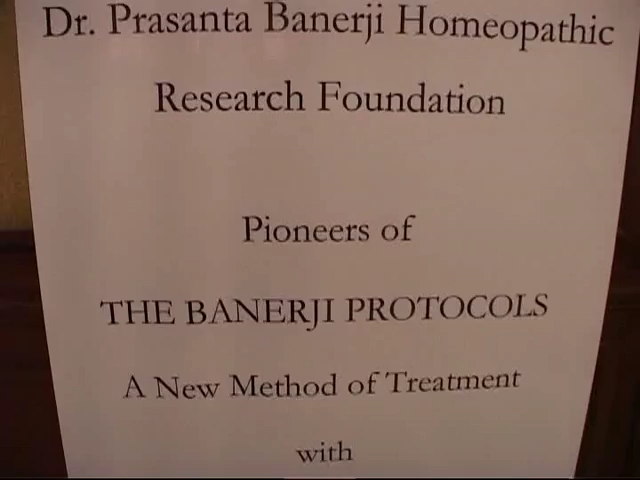 Dr. Prasanta Banerji Homeopathic
Research Foundation
Pioneers of
THE BANERJI PROTOCOLS
A New Method of Treatment
with